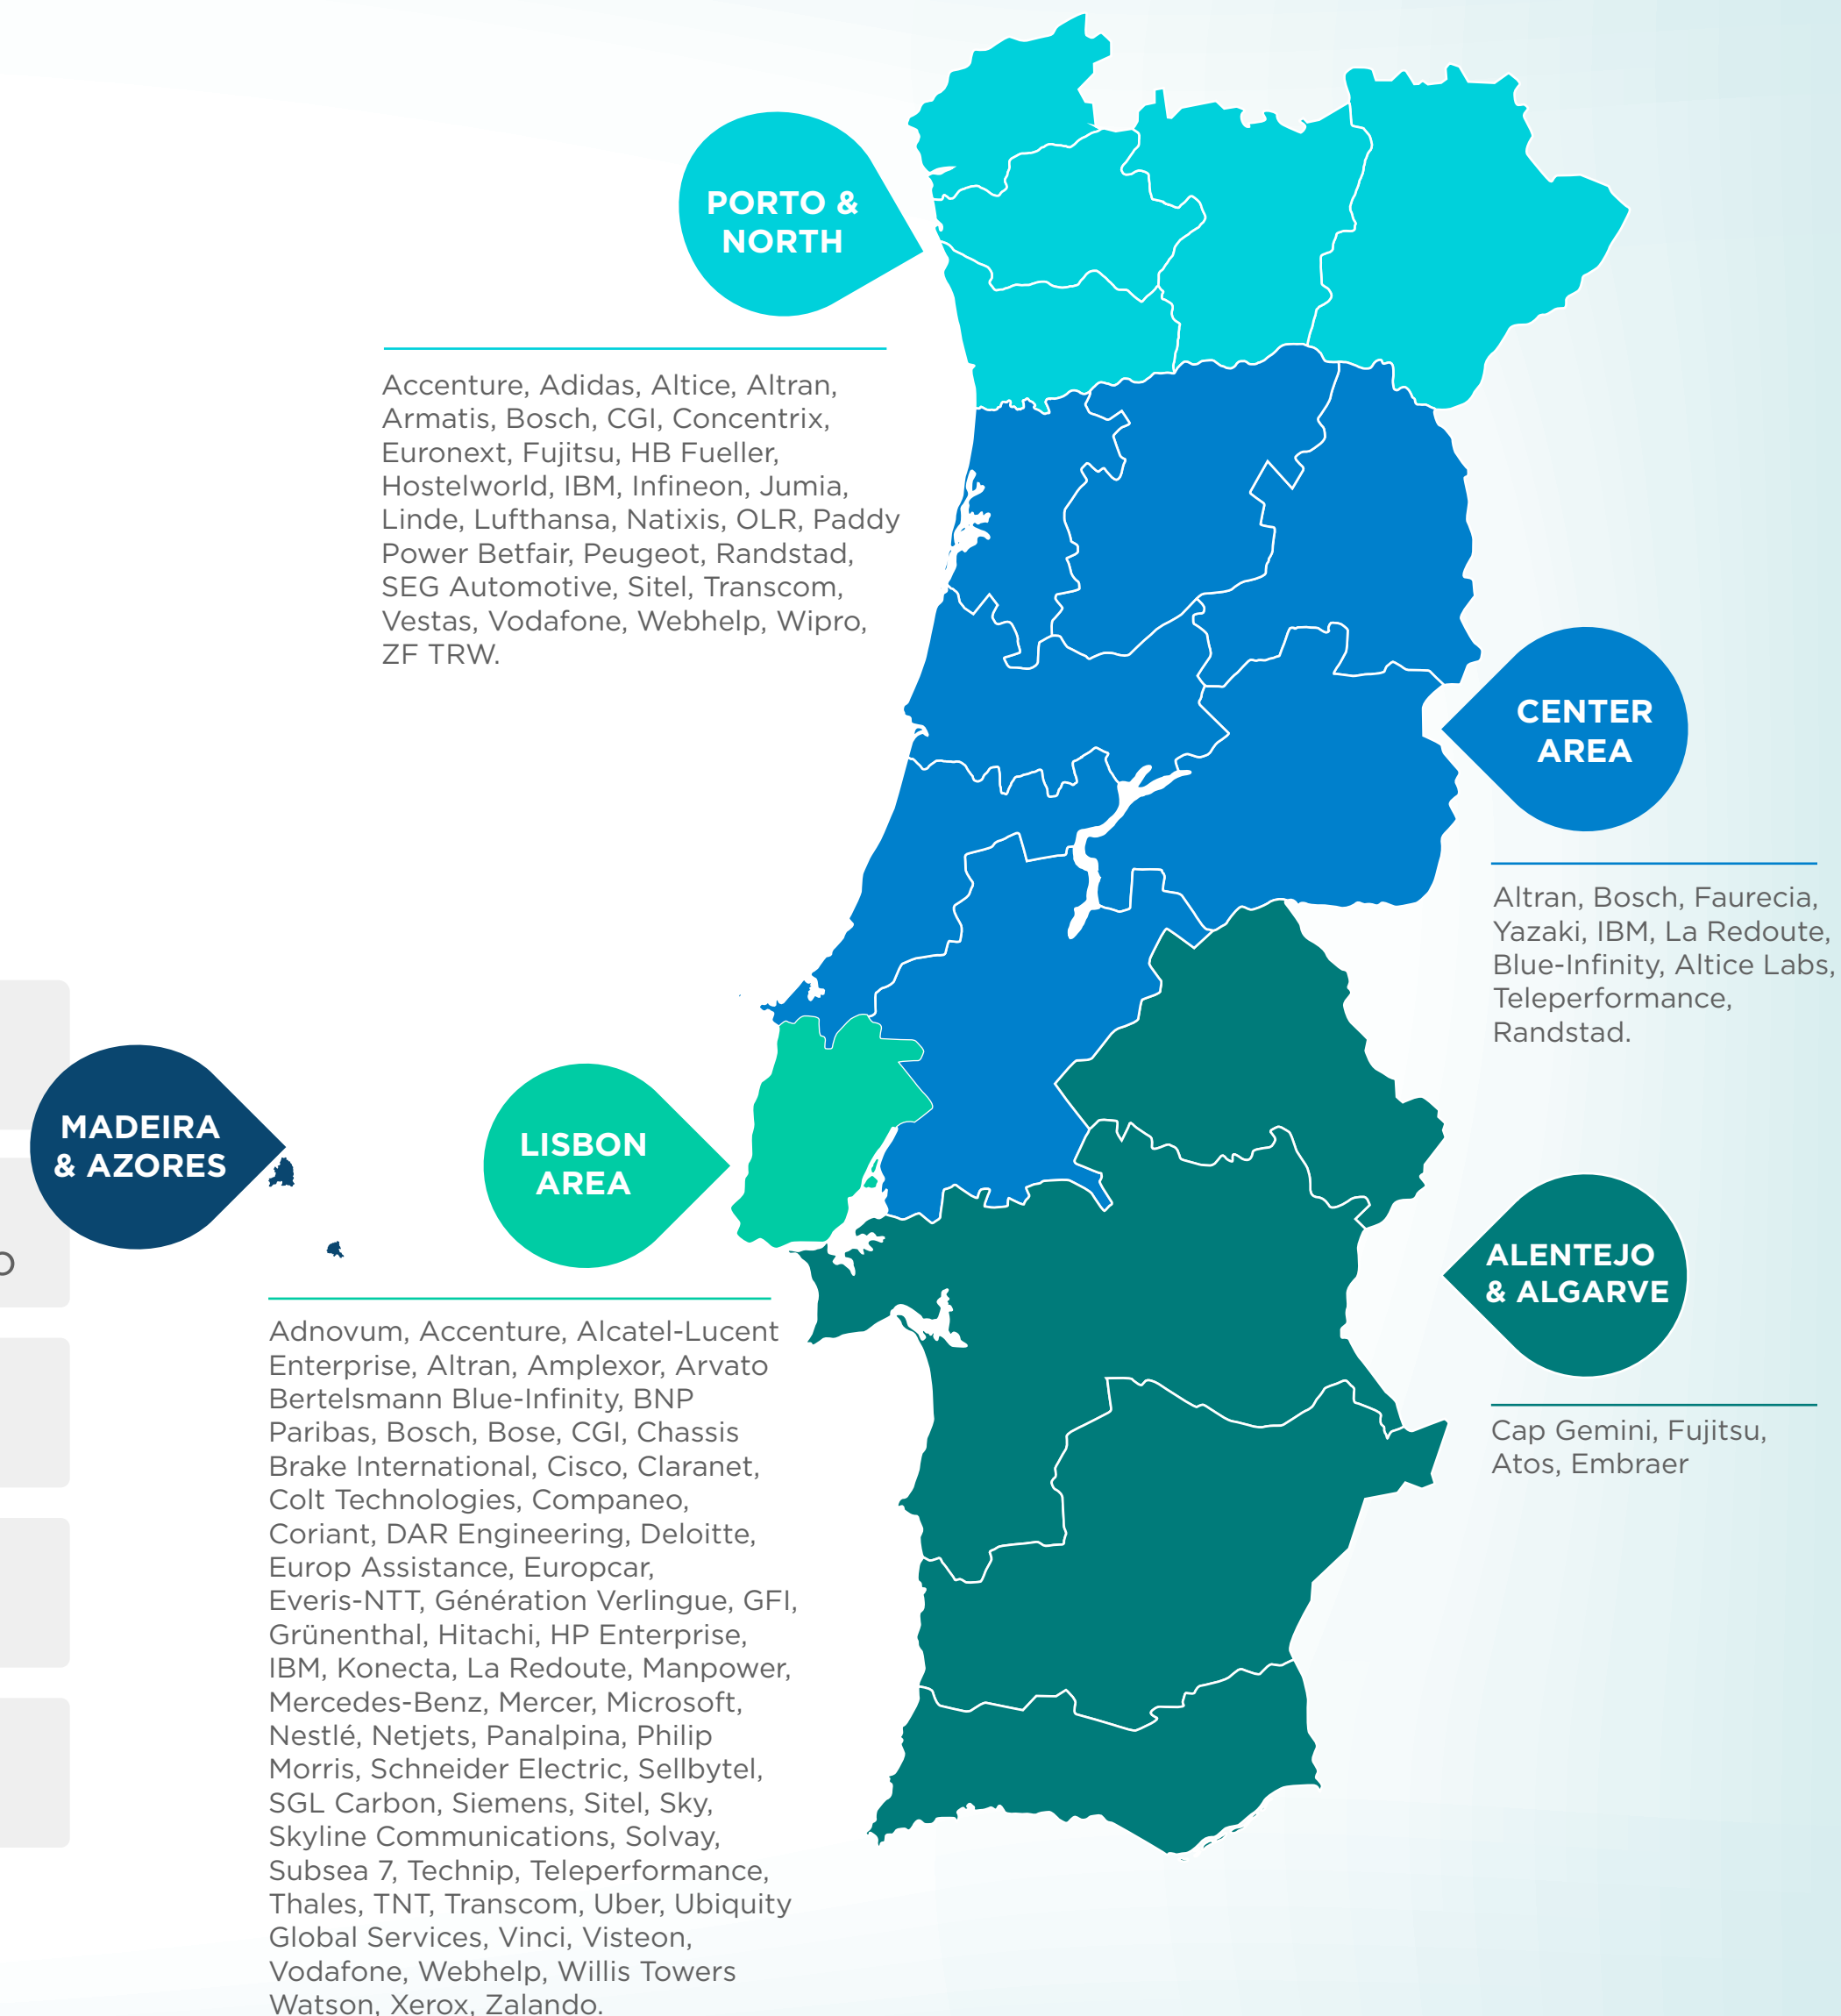 PORTO &
NORTH
Accenture, Adidas, Altice, Altran,
Armatis, Bosch, CGI, Concentrix,
Euronext, Fujitsu, HB Fueller,
Hostelworld, IBM, Infineon, Jumia,
Linde, Lufthansa, Natixis, OLR, Paddy
Power Betfair, Peugeot, Randstad,
SEG Automotive, Sitel, Transcom,
Vestas, Vodafone, Webhelp, Wipro,
ZF TRW.
CENTER
AREA
Altran, Bosch, Faurecia,
Yazaki, IBM, La Redoute,
Blue-Infinity, Altice Labs,
Teleperformance,
Randstad.
MADEIRA
& AZORES
LISBON
AREA
Adnovum, Accenture, Alcatel-Lucent
Enterprise, Altran, Amplexor, Arvato
Bertelsmann Blue-Infinity, BNP
Paribas, Bosch, Bose, CGI, Chassis
Brake International, Cisco, Claranet,
Colt Technologies, Companeo,
Coriant, DAR Engineering, Deloitte,
Europ Assistance, Europcar,
Everis-NTT, Génération Verlingue, GFI,
Grünenthal, Hitachi, HP Enterprise,
IBM, Konecta, La Redoute, Manpower,
Mercedes-Benz, Mercer, Microsoft,
Nestlé, Netjets, Panalpina, Philip
Morris, Schneider Electric, Sellbytel,
SGL Carbon, Siemens, Sitel, Sky,
Skyline Communications, Solvay,
Subsea 7, Technip, Teleperformance,
Thales, TNT, Transcom, Uber, Ubiquity
Global Services, Vinci, Visteon,
Vodafone, Webhelp, Willis Towers
Watson, Xerox, Zalando.
ALENTEJO
& ALGARVE
Cap Gemini, Fujitsu,
Atos, Embraer